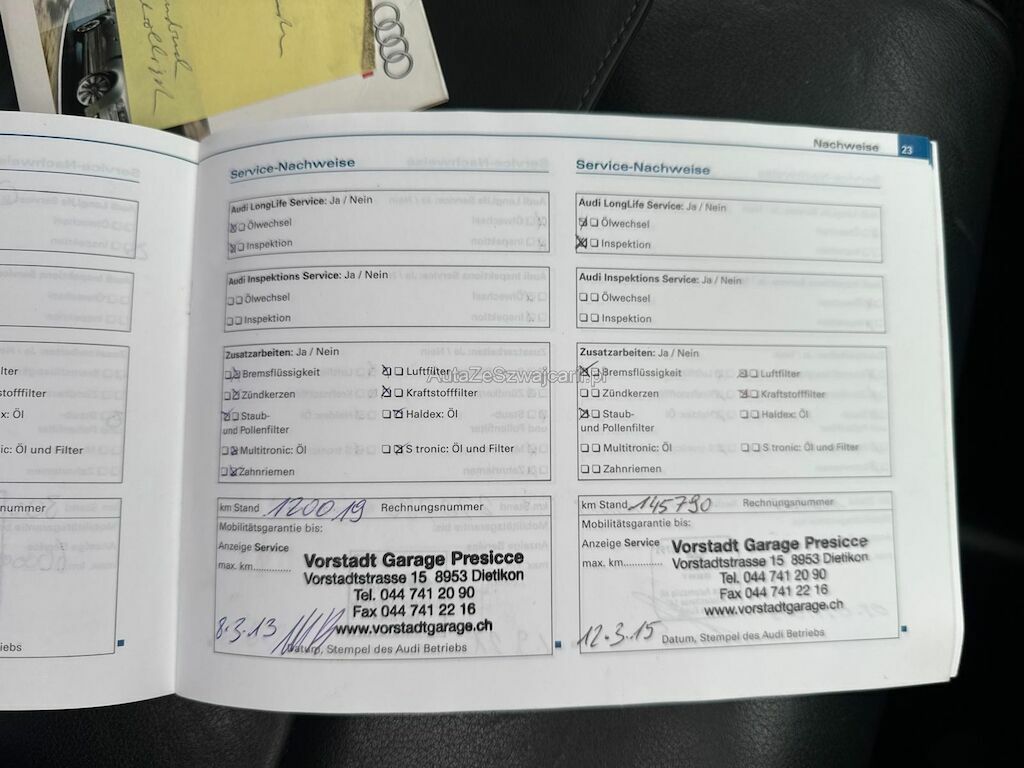 Nachweise 23
Service-Nachweise
Audi LongLife Service: Ja / Nein
Ölwechsel
Inspektion
Audi Inspektions Service: Ja / Nein
Ölwechsel
Inspektion
Zusatzarbeiten: Ja / Nein
Bremsflüssigkeit Luftfilter
Zündkerzen Kraftstofffilter
Staub- Haldex: Öl
und Pollenfilter
Multitronic: Öl S tronic: Öl und Filter
Zahnriemen
km Stand 120019 Rechnungsnummer
Mobilitätsgarantie bis:
Anzeige Service
max. km..............
Vorstadt Garage Presicce
Vorstadtstrasse 15 8953 Dietikon
Tel. 044 741 20 90
Fax 044 741 22 16
www.vorstadtgarage.ch
8.3.13
Datum, Stempel des Audi Betriebs
Service-Nachweise
Audi LongLife Service: Ja / Nein
Ölwechsel
Inspektion
Audi Inspektions Service: Ja / Nein
Ölwechsel
Inspektion
Zusatzarbeiten: Ja / Nein
Bremsflüssigkeit Luftfilter
Zündkerzen Kraftstofffilter
Staub- Haldex: Öl
und Pollenfilter
Multitronic: Öl S tronic: Öl und Filter
Zahnriemen
km Stand 145790 Rechnungsnummer
Mobilitätsgarantie bis:
Anzeige Service
max. km..............
Vorstadt Garage Presicce
Vorstadtstrasse 15 8953 Dietikon
Tel. 044 741 20 90
Fax 044 741 22 16
www.vorstadtgarage.ch
12.3.15
Datum, Stempel des Audi Betriebs
AutaZeSzwajcarii.pl